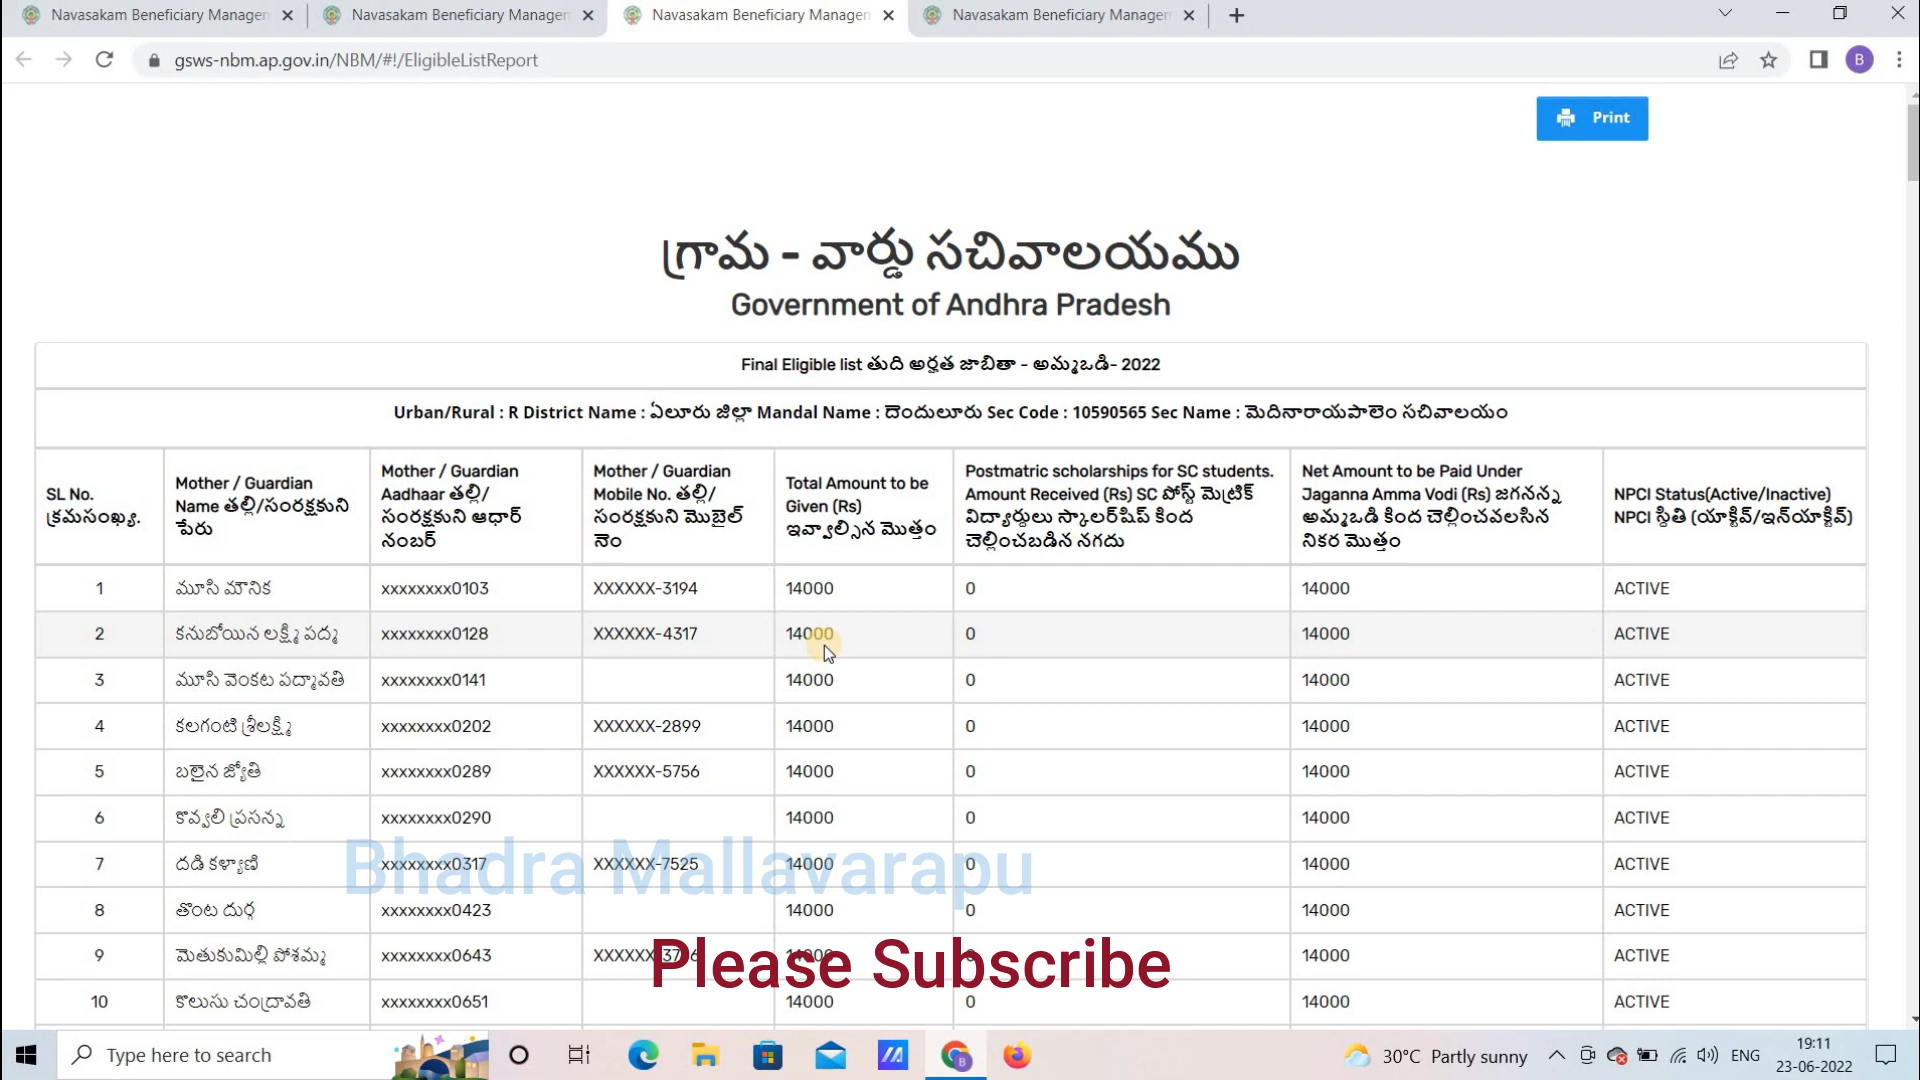 Navasakam Beneficiary Managem
Navasakam Beneficiary Managem
Navasakam Beneficiary Managem
Navasakam Beneficiary Managem
gsws-nbm.ap.gov.in/NBM/#!/EligibleListReport
B
Print
గ్రామ - వార్డు సచివాలయము
Government of Andhra Pradesh
Final Eligible list తుది అర్హత జాబితా - అమ్మఒడి- 2022
Urban/Rural : R District Name : ఏలూరు జిల్లా Mandal Name : దెందులూరు Sec Code : 10590565 Sec Name : మెదినారాయపాలెం సచివాలయం
SL No. క్రమసంఖ్య.
Mother / Guardian Name తల్లి/సంరక్షకుని పేరు
Mother / Guardian Aadhaar తల్లి/ సంరక్షకుని ఆధార్ నంబర్
Mother / Guardian Mobile No. తల్లి/ సంరక్షకుని మొబైల్ నెం
Total Amount to be Given (Rs) ఇవ్వాల్సిన మొత్తం
Postmatric scholarships for SC students. Amount Received (Rs) SC పోస్ట్ మెట్రిక్ విద్యార్థులు స్కాలర్‌షిప్ కింద చెల్లించబడిన నగదు
Net Amount to be Paid Under Jaganna Amma Vodi (Rs) జగనన్న అమ్మఒడి కింద చెల్లించవలసిన నికర మొత్తం
NPCI Status(Active/Inactive) NPCI స్థితి (యాక్టివ్/ఇన్‌యాక్టివ్)
1 మూసి మౌనిక xxxxxxxx0103 XXXXXX-3194 14000 0 14000 ACTIVE
2 కనుబోయిన లక్ష్మి పద్మ xxxxxxxx0128 XXXXXX-4317 14000 0 14000 ACTIVE
3 మూసి వెంకట పద్మావతి xxxxxxxx0141 14000 0 14000 ACTIVE
4 కలగంటి శ్రీలక్ష్మి xxxxxxxx0202 XXXXXX-2899 14000 0 14000 ACTIVE
5 బలైన జ్యోతి xxxxxxxx0289 XXXXXX-5756 14000 0 14000 ACTIVE
6 కొవ్వలి ప్రసన్న xxxxxxxx0290 14000 0 14000 ACTIVE
7 దడి కళ్యాణి xxxxxxxx0317 XXXXXX-7525 14000 0 14000 ACTIVE
Bhadra Mallavarapu
8 తొంట దుర్గ xxxxxxxx0423 14000 0 14000 ACTIVE
9 మెతుకుమిల్లి పోశమ్మ xxxxxxxx0643 14000 0 14000 ACTIVE
Please Subscribe
10 కొలుసు చంద్రావతి xxxxxxxx0651 14000 0 14000 ACTIVE
Type here to search
30°C Partly sunny
ENG
19:11
23-06-2022